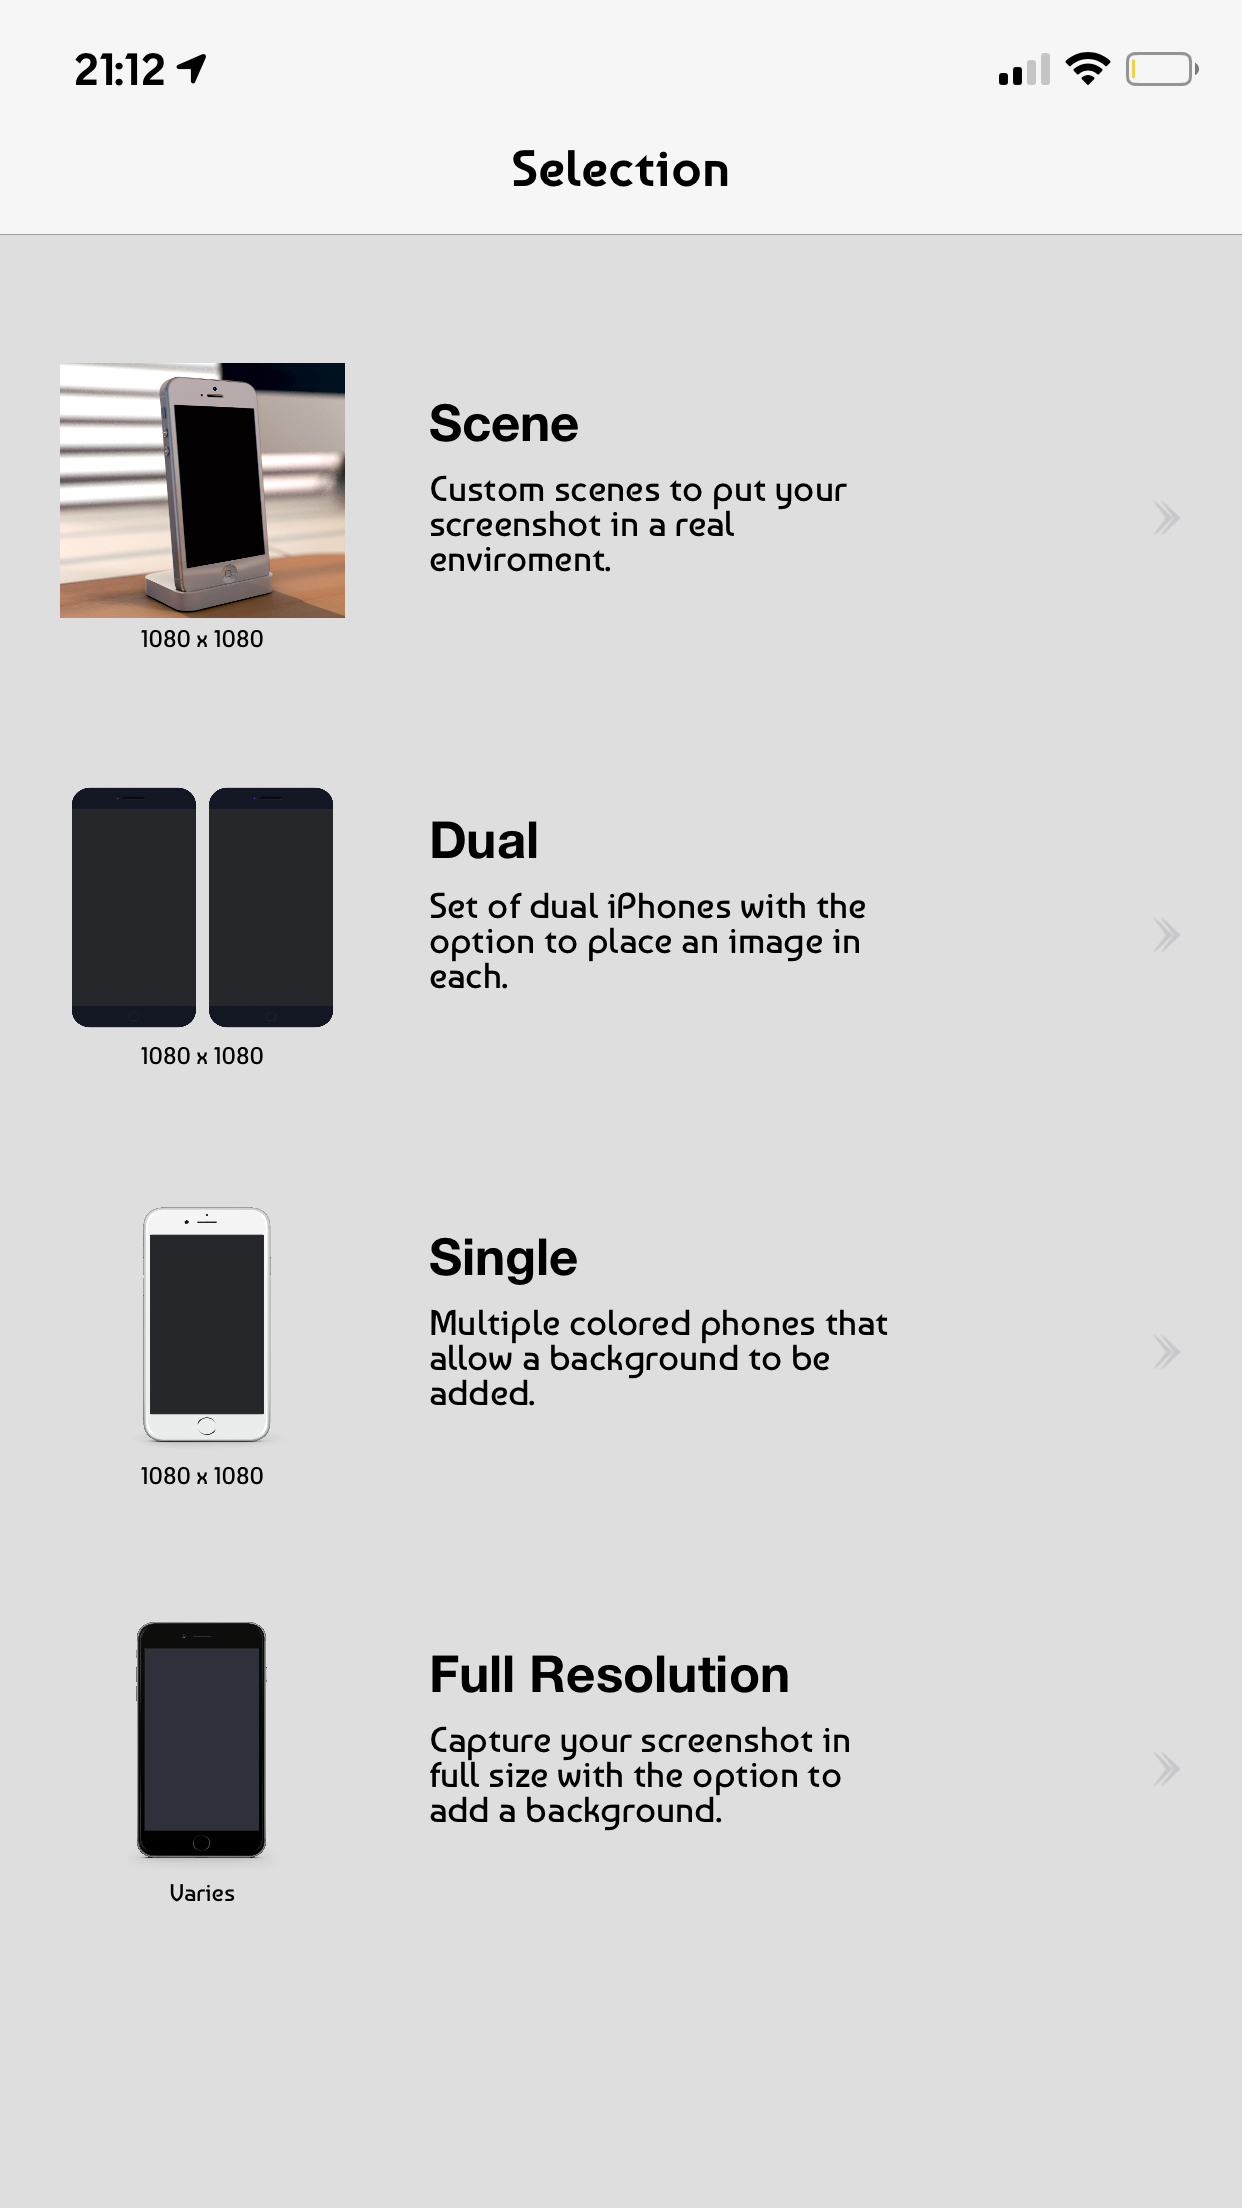 21:12
Selection
Scene
Custom scenes to put your
screenshot in a real
enviroment.
1080 x 1080
Dual
Set of dual iPhones with the
option to place an image in
each.
1080 x 1080
Single
Multiple colored phones that
allow a background to be
added.
1080 x 1080
Full Resolution
Capture your screenshot in
full size with the option to
add a background.
Varies